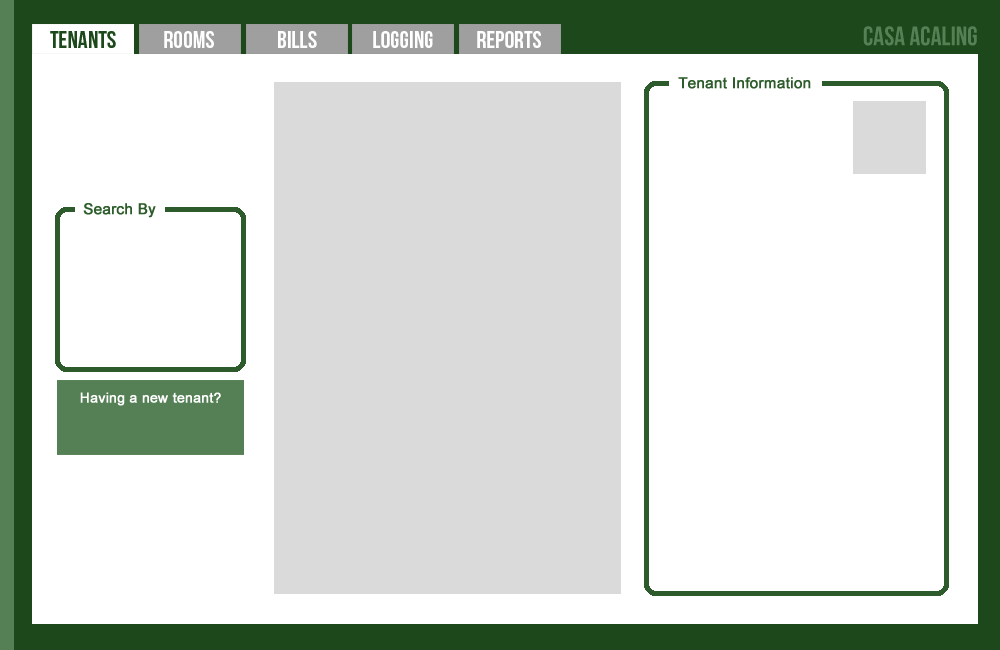 TENANTS
ROOMS
BILLS
LOGGING
REPORTS
CASA ACALING
Search By
Having a new tenant?
Tenant Information